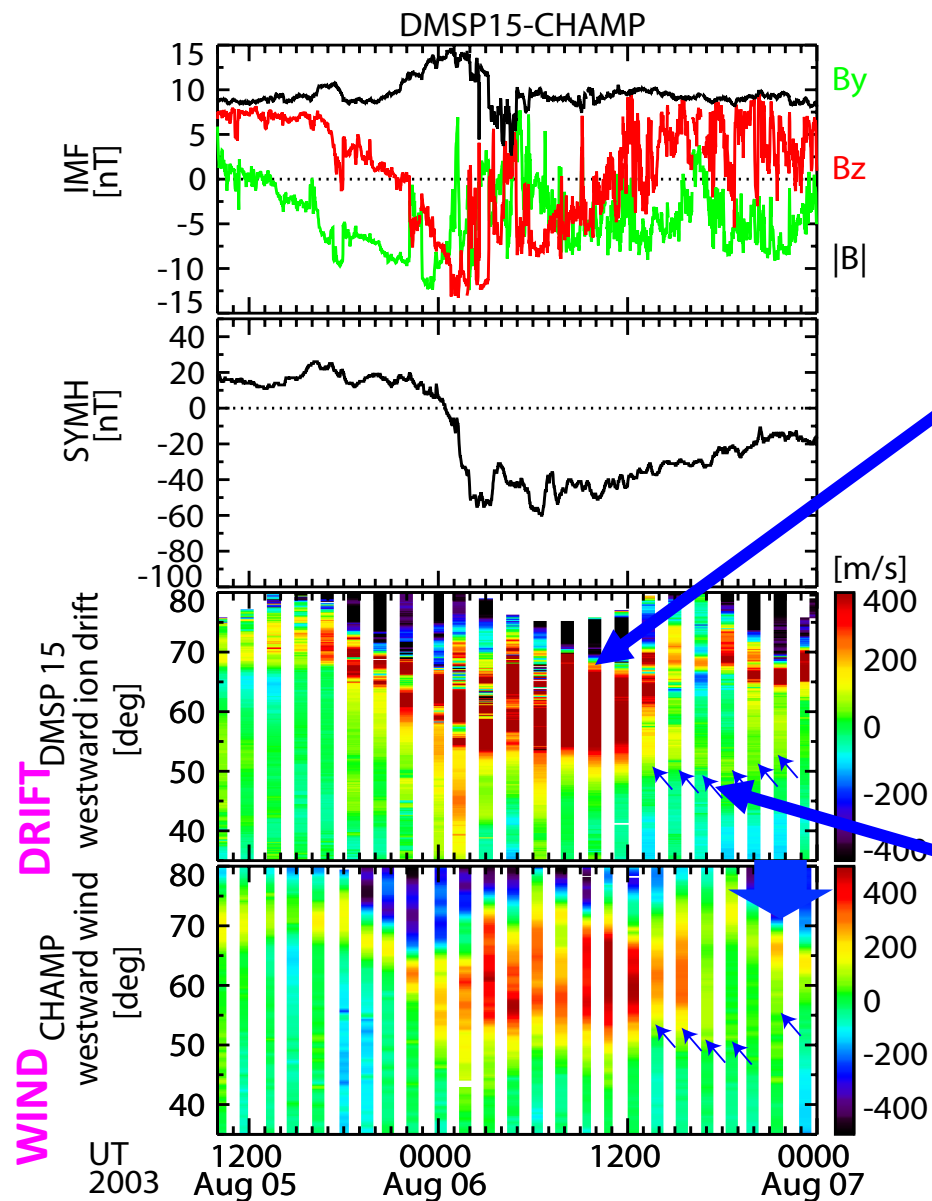 DMSP15-CHAMP
15
10
5
0
-5
-10
-15
IMF
[nT]
By
Bz
|B|
40
20
0
-20
-40
-60
-80
-100
SYMH
[nT]
[m/s]
80
70
60
50
40
DRIFT
DMSP 15
westward ion drift
[deg]
400
200
0
-200
-400
80
70
60
50
40
WIND
CHAMP
westward wind
[deg]
400
200
0
-200
-400
UT
1200
0000
1200
0000
2003
Aug 05
Aug 06
Aug 07